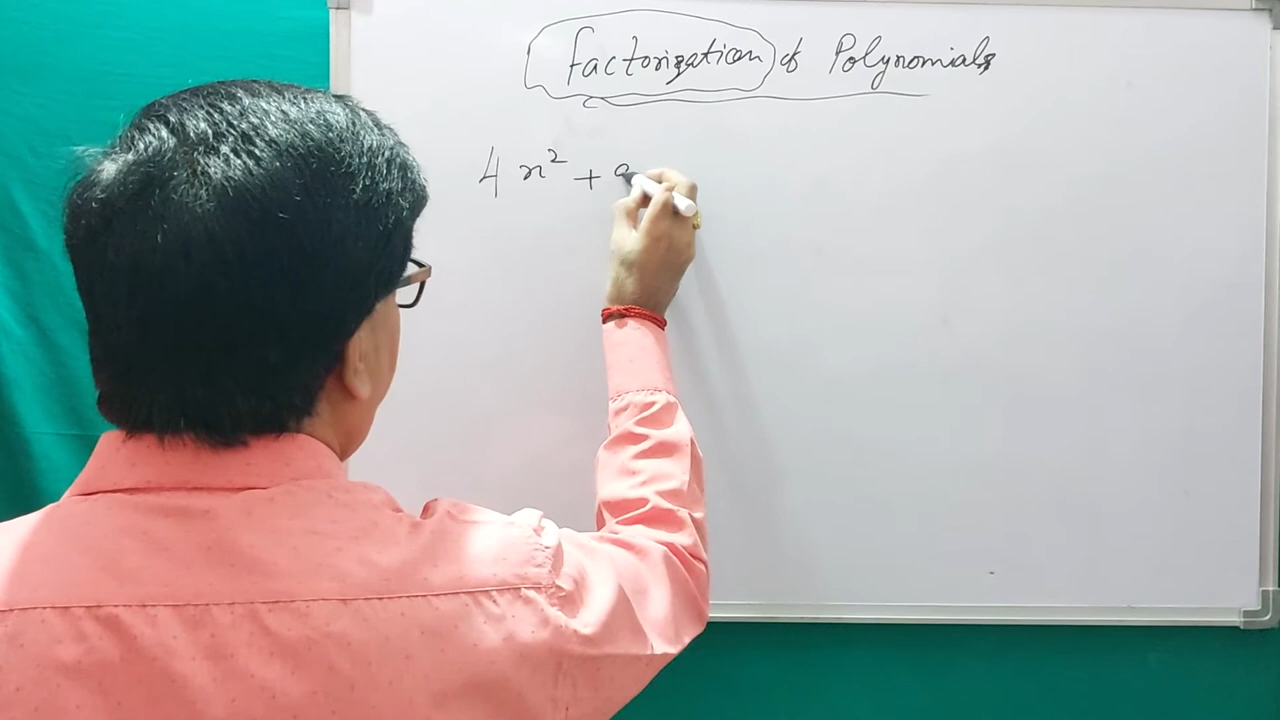 Factorization of Polynomials
4x² +